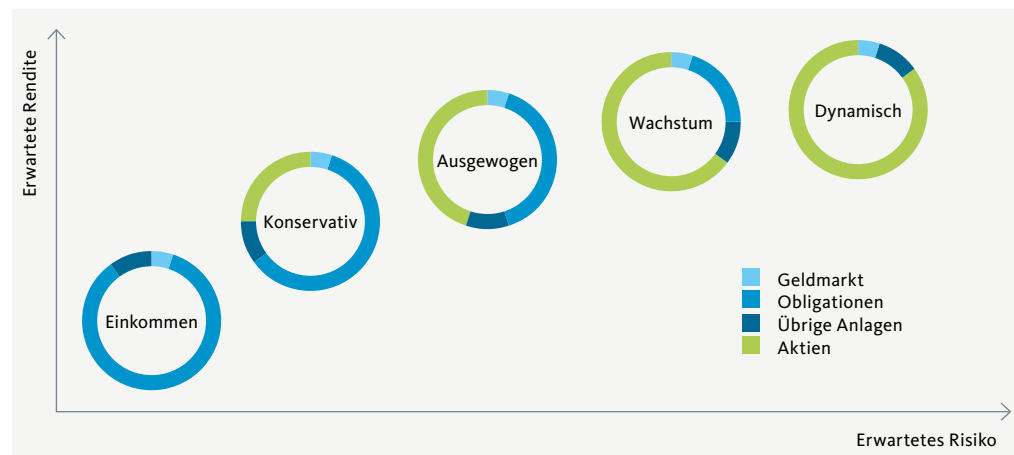 Erwartete Rendite
Einkommen
Konservativ
Ausgewogen
Wachstum
Dynamisch
Geldmarkt
Obligationen
Übrige Anlagen
Aktien
Erwartetes Risiko